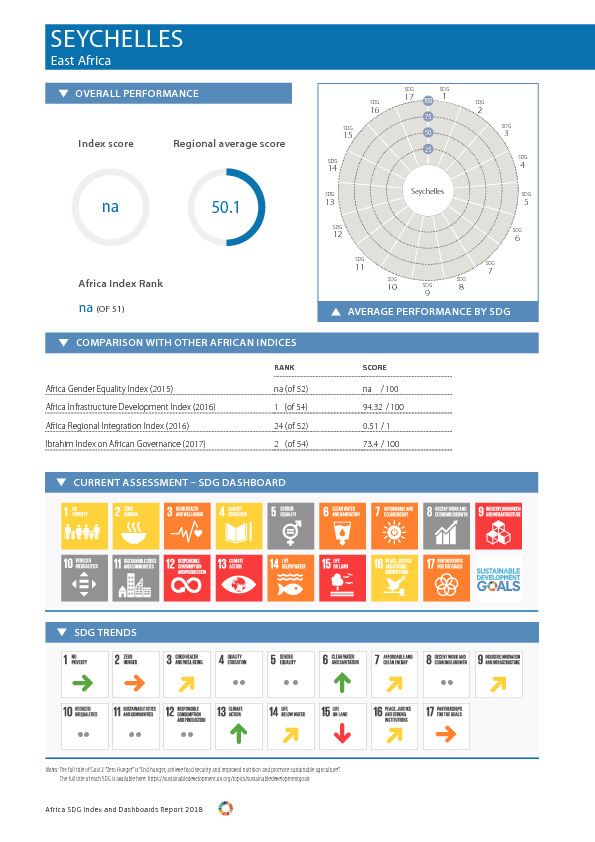 SEYCHELLES
East Africa
OVERALL PERFORMANCE
Index score
Regional average score
na
50.1
Africa Index Rank
na (OF 51)
SDG 1
SDG 2
SDG 3
SDG 4
SDG 5
SDG 6
SDG 7
SDG 8
SDG 9
SDG 10
SDG 11
SDG 12
SDG 13
SDG 14
SDG 15
SDG 16
SDG 17
100
75
50
25
Seychelles
AVERAGE PERFORMANCE BY SDG
COMPARISON WITH OTHER AFRICAN INDICES
RANK SCORE
Africa Gender Equality Index (2015) na (of 52) na / 100
Africa Infrastructure Development Index (2016) 1 (of 54) 94.32 / 100
Africa Regional Integration Index (2016) 24 (of 52) 0.51 / 1
Ibrahim Index on African Governance (2017) 2 (of 54) 73.4 / 100
CURRENT ASSESSMENT – SDG DASHBOARD
1 NO POVERTY
2 ZERO HUNGER
3 GOOD HEALTH AND WELL-BEING
4 QUALITY EDUCATION
5 GENDER EQUALITY
6 CLEAN WATER AND SANITATION
7 AFFORDABLE AND CLEAN ENERGY
8 DECENT WORK AND ECONOMIC GROWTH
9 INDUSTRY, INNOVATION AND INFRASTRUCTURE
10 REDUCED INEQUALITIES
11 SUSTAINABLE CITIES AND COMMUNITIES
12 RESPONSIBLE CONSUMPTION AND PRODUCTION
13 CLIMATE ACTION
14 LIFE BELOW WATER
15 LIFE ON LAND
16 PEACE, JUSTICE AND STRONG INSTITUTIONS
17 PARTNERSHIPS FOR THE GOALS
SUSTAINABLE DEVELOPMENT GOALS
SDG TRENDS
1 NO POVERTY
2 ZERO HUNGER
3 GOOD HEALTH AND WELL-BEING
4 QUALITY EDUCATION
5 GENDER EQUALITY
6 CLEAN WATER AND SANITATION
7 AFFORDABLE AND CLEAN ENERGY
8 DECENT WORK AND ECONOMIC GROWTH
9 INDUSTRY, INNOVATION AND INFRASTRUCTURE
10 REDUCED INEQUALITIES
11 SUSTAINABLE CITIES AND COMMUNITIES
12 RESPONSIBLE CONSUMPTION AND PRODUCTION
13 CLIMATE ACTION
14 LIFE BELOW WATER
15 LIFE ON LAND
16 PEACE, JUSTICE AND STRONG INSTITUTIONS
17 PARTNERSHIPS FOR THE GOALS
Notes: The full title of Goal 2 "Zero Hunger" is "End hunger, achieve food security and improved nutrition and promote sustainable agriculture".
The full title of each SDG is available here: https://sustainabledevelopment.un.org/topics/sustainabledevelopmentgoals
Africa SDG Index and Dashboards Report 2018